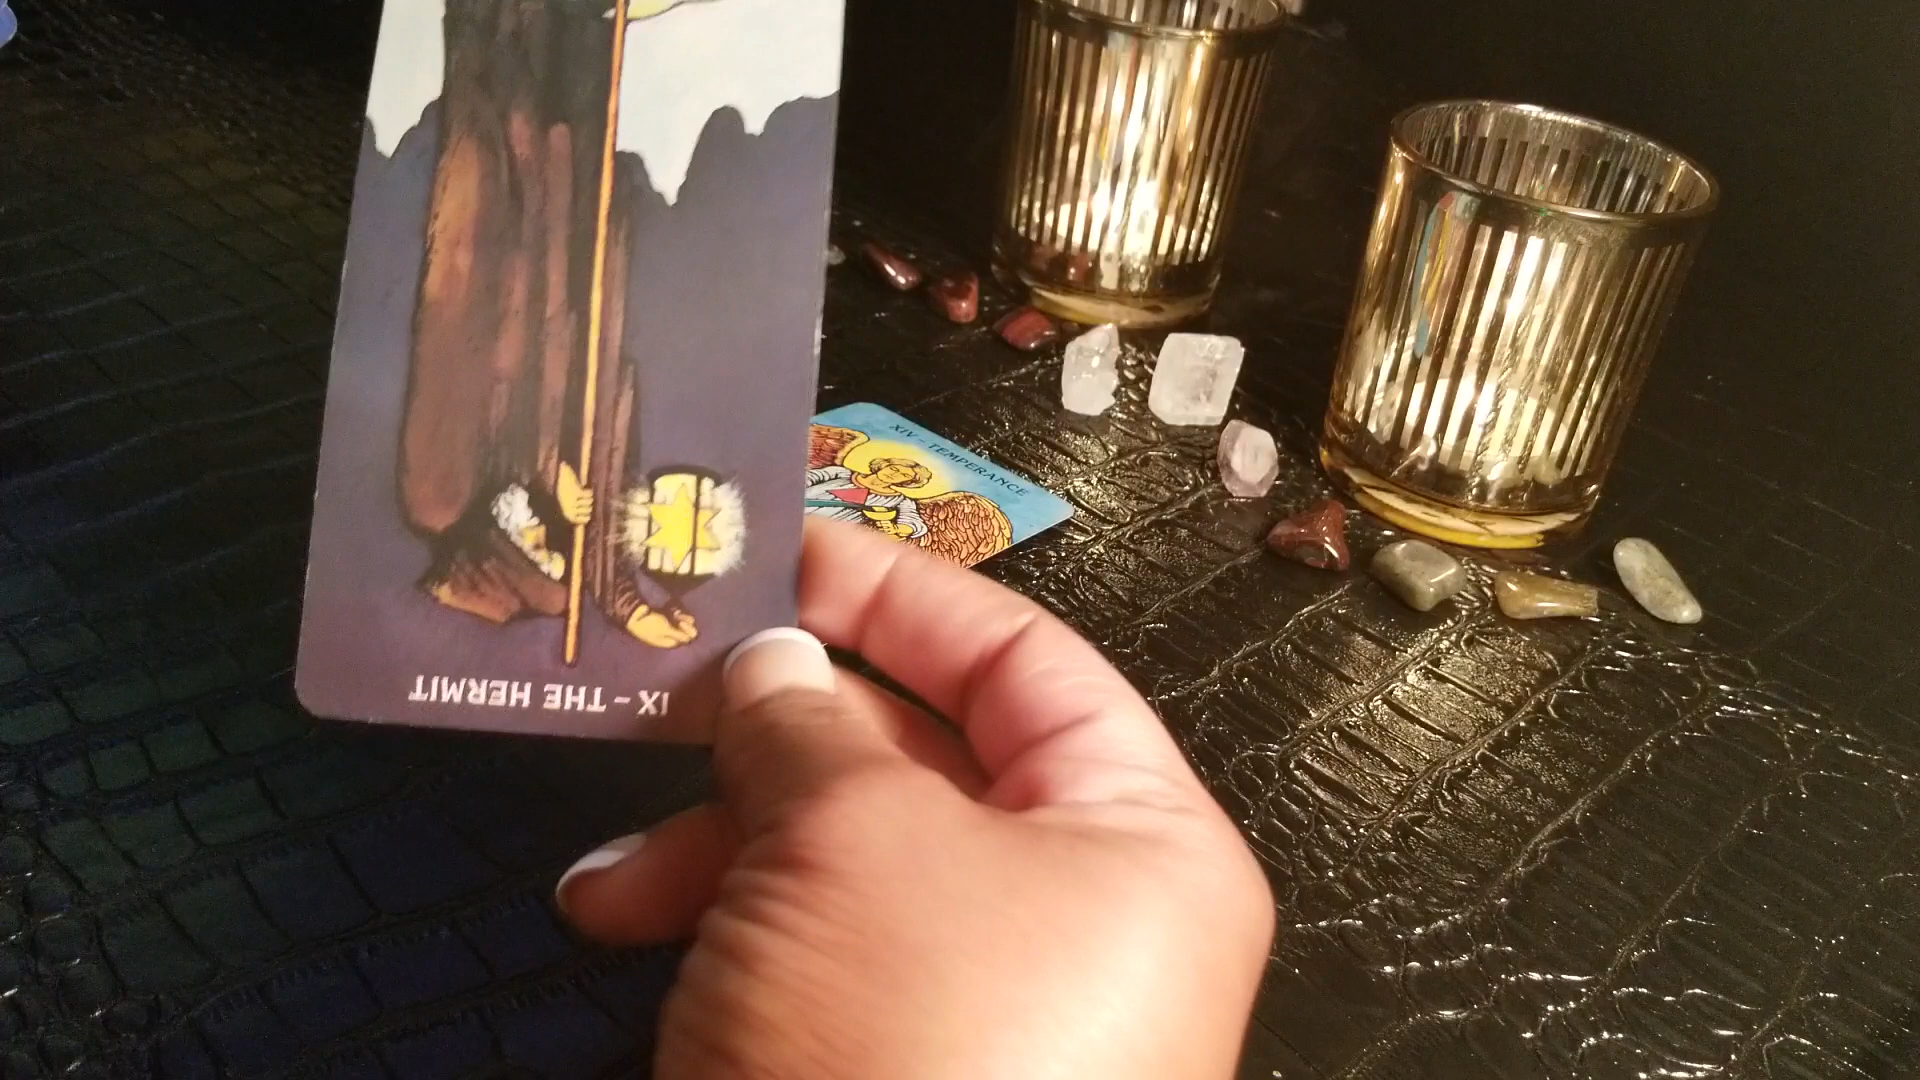 XIV - TEMPERANCE
IX - THE HERMIT